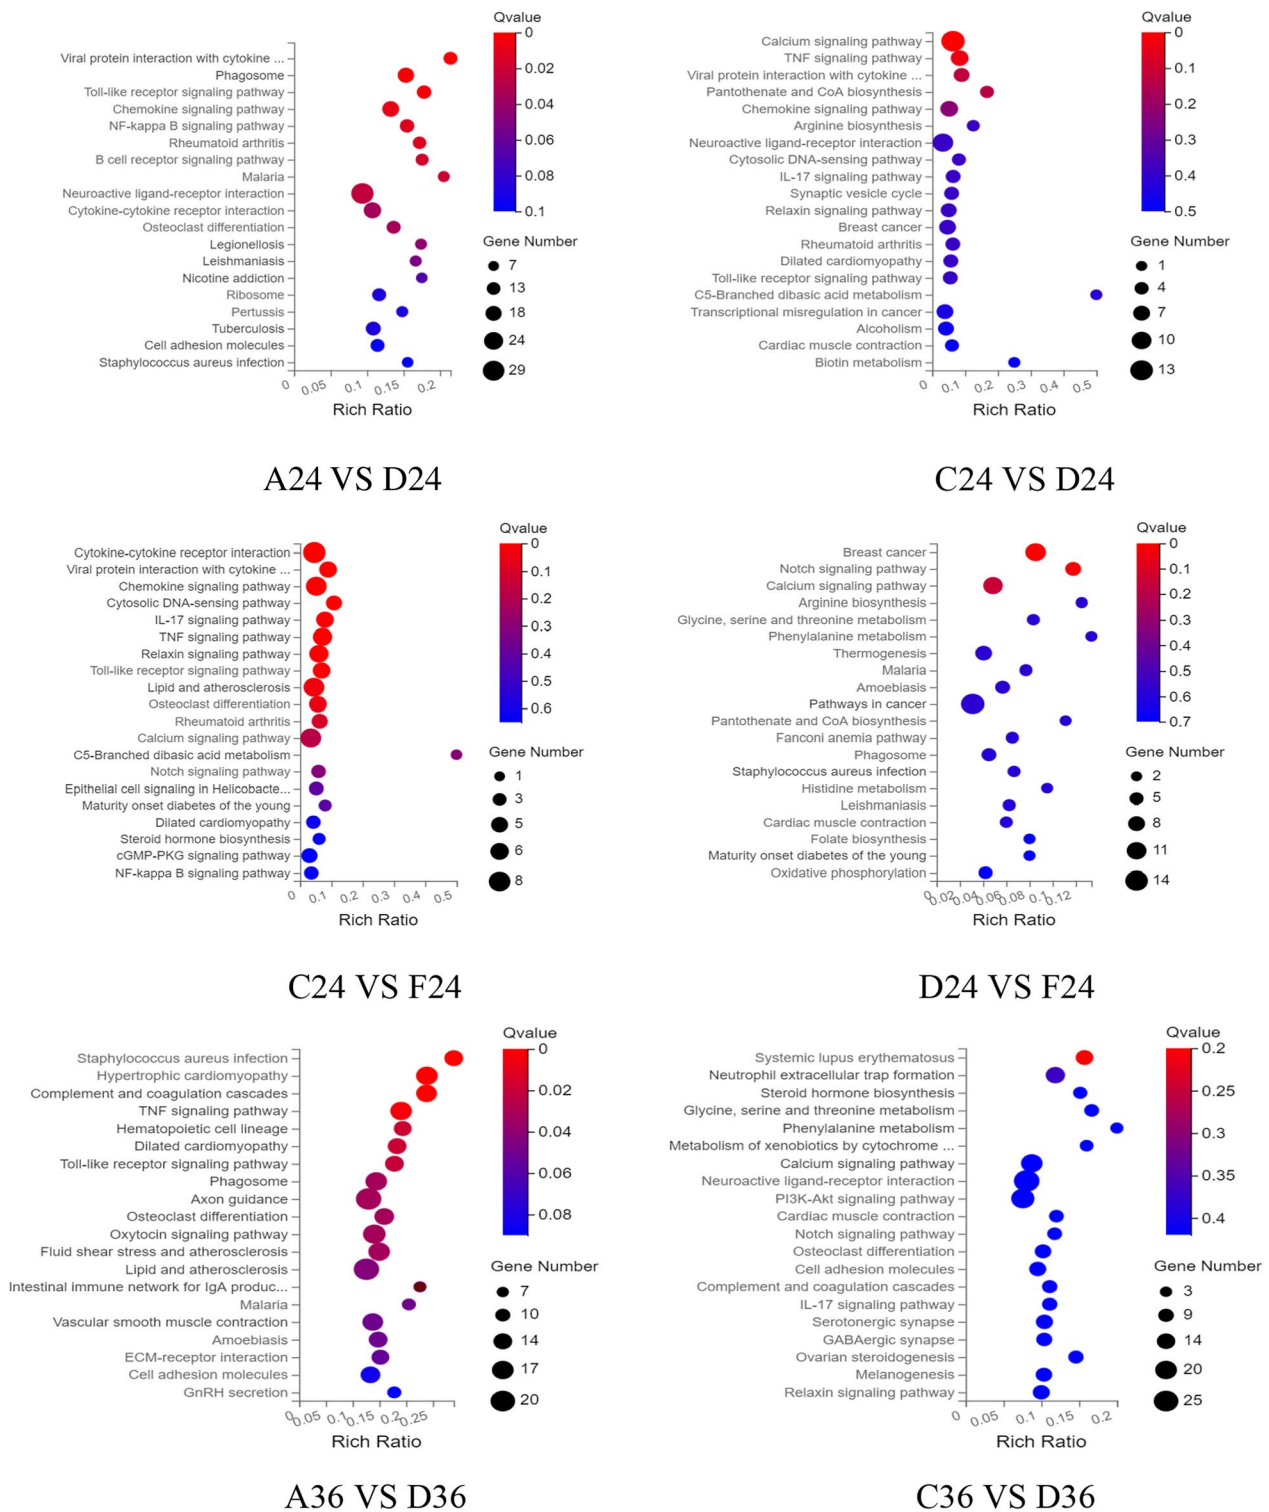 Qvalue
Viral protein interaction with cytokine ...
Phagosome
Toll-like receptor signaling pathway
Chemokine signaling pathway
NF-kappa B signaling pathway
Rheumatoid arthritis
B cell receptor signaling pathway
Malaria
Neuroactive ligand-receptor interaction
Cytokine-cytokine receptor interaction
Osteoclast differentiation
Legionellosis
Leishmaniasis
Nicotine addiction
Ribosome
Pertussis
Tuberculosis
Cell adhesion molecules
Staphylococcus aureus infection
0 0.05 0.1 0.15 0.2
Rich Ratio
0
0.02
0.04
0.06
0.08
0.1
Gene Number
7
13
18
24
29
A24 VS D24
Qvalue
Calcium signaling pathway
TNF signaling pathway
Viral protein interaction with cytokine ...
Pantothenate and CoA biosynthesis
Chemokine signaling pathway
Arginine biosynthesis
Neuroactive ligand-receptor interaction
Cytosolic DNA-sensing pathway
IL-17 signaling pathway
Synaptic vesicle cycle
Relaxin signaling pathway
Breast cancer
Rheumatoid arthritis
Dilated cardiomyopathy
Toll-like receptor signaling pathway
C5-Branched dibasic acid metabolism
Transcriptional misregulation in cancer
Alcoholism
Cardiac muscle contraction
Biotin metabolism
0 0.1 0.2 0.3 0.4 0.5
Rich Ratio
0
0.1
0.2
0.3
0.4
0.5
Gene Number
1
4
7
10
13
C24 VS D24
Qvalue
Cytokine-cytokine receptor interaction
Viral protein interaction with cytokine ...
Chemokine signaling pathway
Cytosolic DNA-sensing pathway
IL-17 signaling pathway
TNF signaling pathway
Relaxin signaling pathway
Toll-like receptor signaling pathway
Lipid and atherosclerosis
Osteoclast differentiation
Rheumatoid arthritis
Calcium signaling pathway
C5-Branched dibasic acid metabolism
Notch signaling pathway
Epithelial cell signaling in Helicobacte...
Maturity onset diabetes of the young
Dilated cardiomyopathy
Steroid hormone biosynthesis
cGMP-PKG signaling pathway
NF-kappa B signaling pathway
0 0.1 0.2 0.3 0.4 0.5
Rich Ratio
0
0.1
0.2
0.3
0.4
0.5
0.6
Gene Number
1
3
5
6
8
C24 VS F24
Qvalue
Breast cancer
Notch signaling pathway
Calcium signaling pathway
Arginine biosynthesis
Glycine, serine and threonine metabolism
Phenylalanine metabolism
Thermogenesis
Malaria
Amoebiasis
Pathways in cancer
Pantothenate and CoA biosynthesis
Fanconi anemia pathway
Phagosome
Staphylococcus aureus infection
Histidine metabolism
Leishmaniasis
Cardiac muscle contraction
Folate biosynthesis
Maturity onset diabetes of the young
Oxidative phosphorylation
0 0.02 0.04 0.06 0.08 0.1 0.12
Rich Ratio
0
0.1
0.2
0.3
0.4
0.5
0.6
0.7
Gene Number
2
5
8
11
14
D24 VS F24
Qvalue
Staphylococcus aureus infection
Hypertrophic cardiomyopathy
Complement and coagulation cascades
TNF signaling pathway
Hematopoietic cell lineage
Dilated cardiomyopathy
Toll-like receptor signaling pathway
Phagosome
Axon guidance
Osteoclast differentiation
Oxytocin signaling pathway
Fluid shear stress and atherosclerosis
Lipid and atherosclerosis
Intestinal immune network for IgA produc...
Malaria
Vascular smooth muscle contraction
Amoebiasis
ECM-receptor interaction
Cell adhesion molecules
GnRH secretion
0 0.05 0.1 0.15 0.2 0.25
Rich Ratio
0
0.02
0.04
0.06
0.08
Gene Number
7
10
14
17
20
A36 VS D36
Qvalue
Systemic lupus erythematosus
Neutrophil extracellular trap formation
Steroid hormone biosynthesis
Glycine, serine and threonine metabolism
Phenylalanine metabolism
Metabolism of xenobiotics by cytochrome ...
Calcium signaling pathway
Neuroactive ligand-receptor interaction
PI3K-Akt signaling pathway
Cardiac muscle contraction
Notch signaling pathway
Osteoclast differentiation
Cell adhesion molecules
Complement and coagulation cascades
IL-17 signaling pathway
Serotonergic synapse
GABAergic synapse
Ovarian steroidogenesis
Melanogenesis
Relaxin signaling pathway
0 0.05 0.1 0.15 0.2
Rich Ratio
0.2
0.25
0.3
0.35
0.4
Gene Number
3
9
14
20
25
C36 VS D36